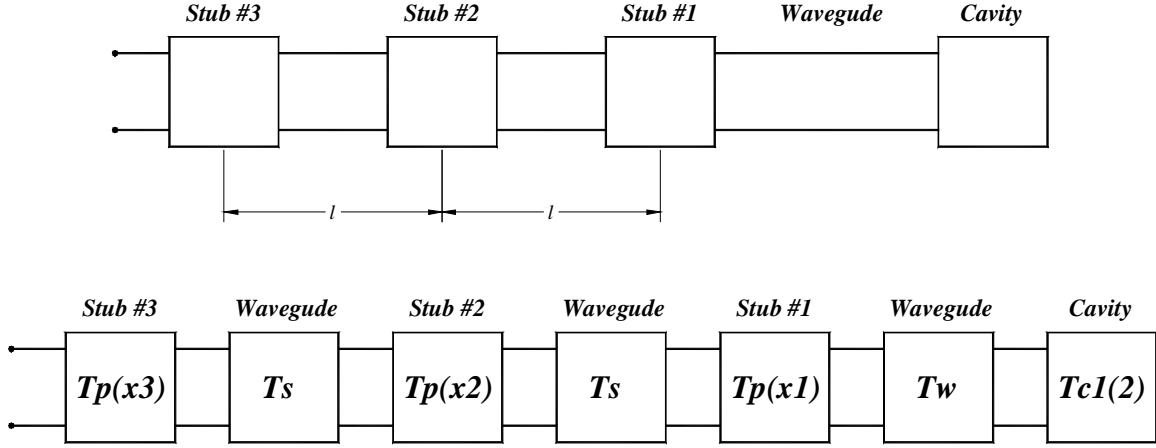 Stub #3 Stub #2 Stub #1 Wavegude Cavity
l l
Stub #3 Wavegude Stub #2 Wavegude Stub #1 Wavegude Cavity
Tp(x3) Ts Tp(x2) Ts Tp(x1) Tw Tc1(2)